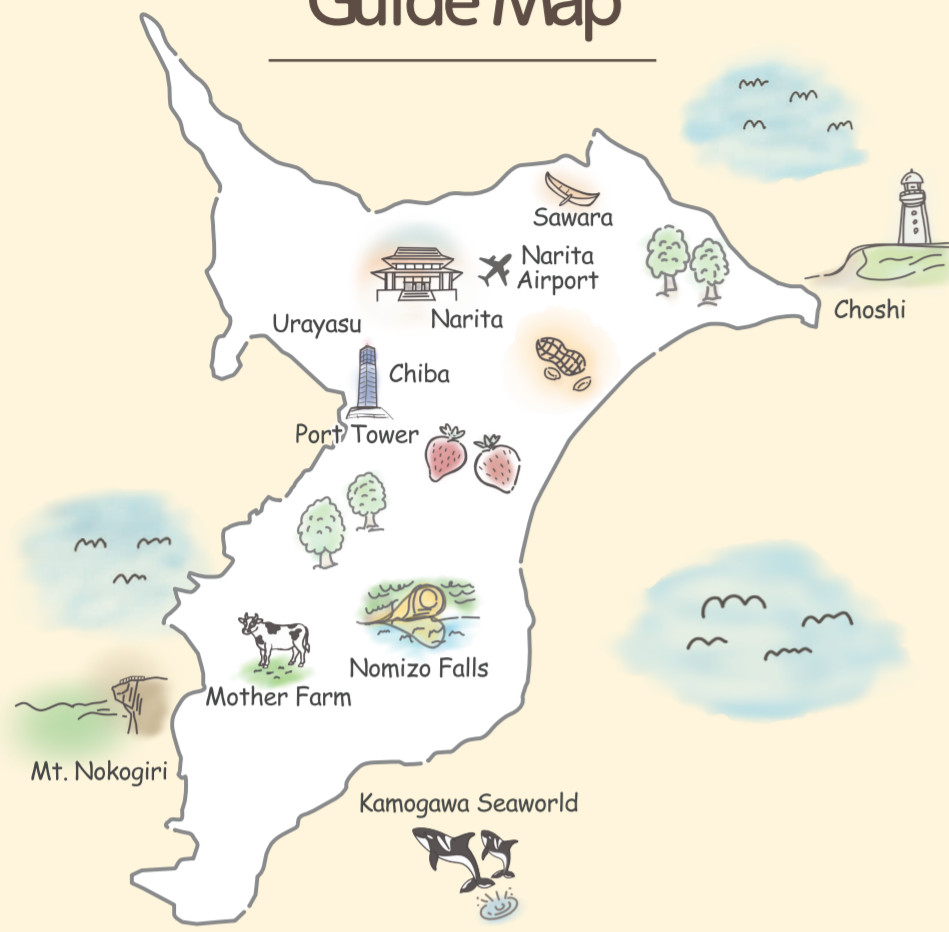 Guide Map
Sawara
Narita
Airport
Choshi
Urayasu
Narita
Chiba
Port Tower
Nomizo Falls
Mother Farm
Mt. Nokogiri
Kamogawa Seaworld